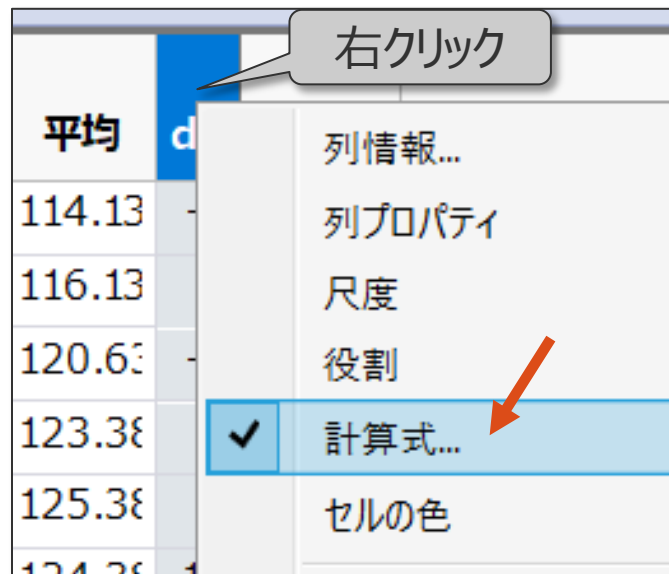 右クリック
平均 d
列情報...
114.13 -
列プロパティ
116.13
尺度
120.63 -
役割
123.38
計算式...
125.38
セルの色